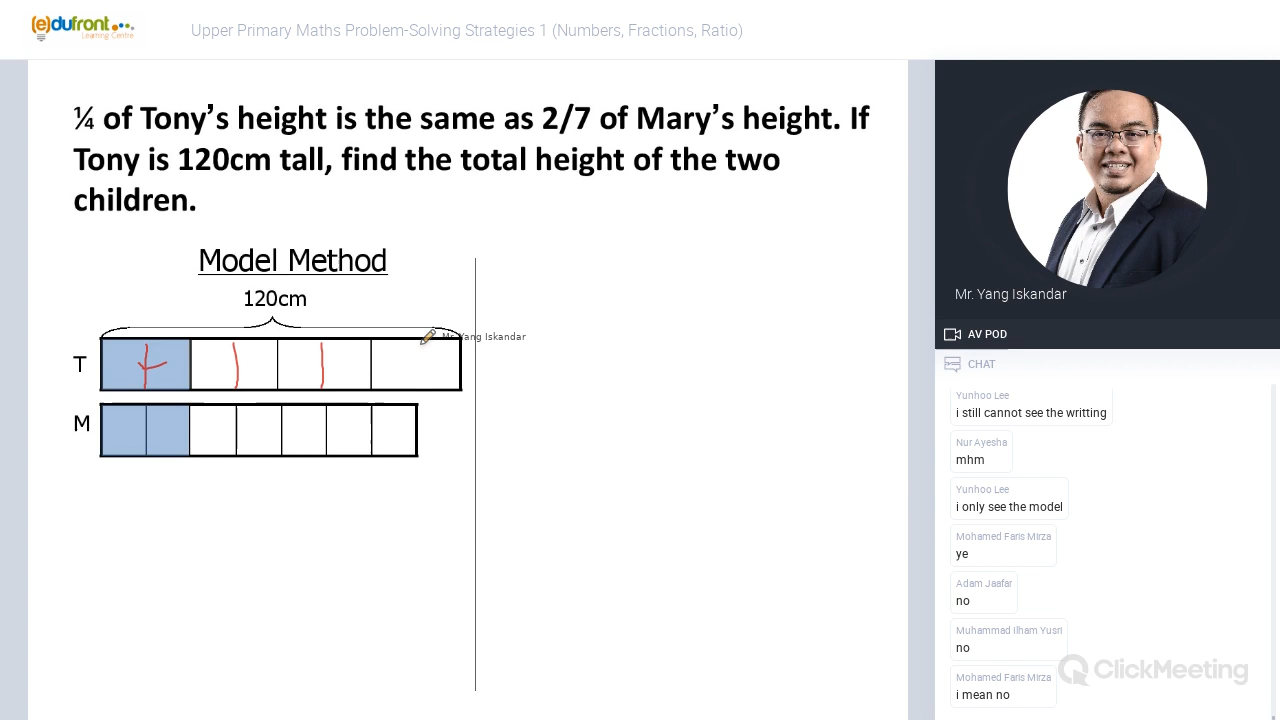 (e)dufront
Learning Centre
Upper Primary Maths Problem-Solving Strategies 1 (Numbers, Fractions, Ratio)
¼ of Tony’s height is the same as 2/7 of Mary’s height. If
Tony is 120cm tall, find the total height of the two
children.
Model Method
120cm
Mr. Yang Iskandar
T
M
Mr. Yang Iskandar
AV POD
CHAT
Yunhoo Lee
i still cannot see the writting
Nur Ayesha
mhm
Yunhoo Lee
i only see the model
Mohamed Faris Mirza
ye
Adam Jaafar
no
Muhammad Ilham Yusri
no
Mohamed Faris Mirza
i mean no
ClickMeeting